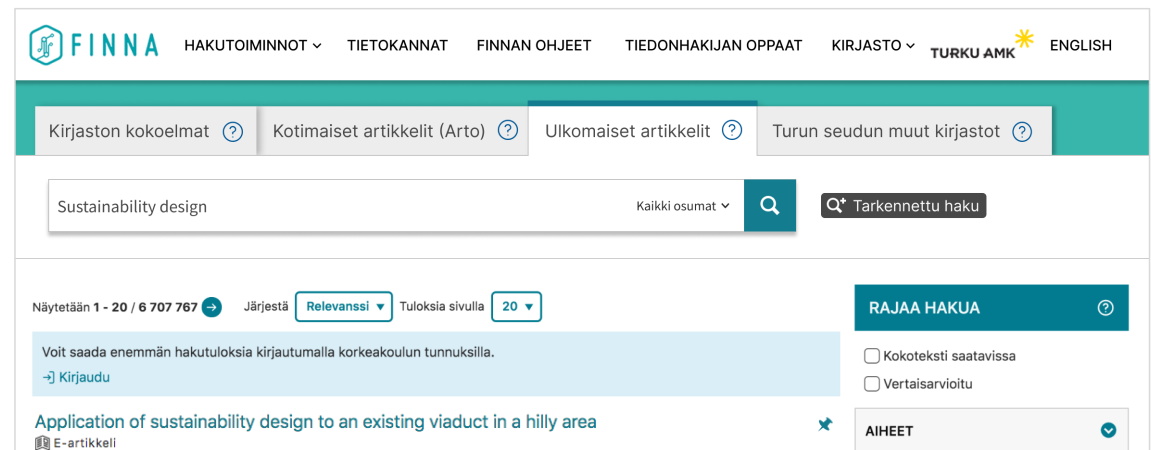 FINNA HAKUTOIMINNOT TIETOKANNAT FINNAN OHJEET TIEDONHAKIJAN OPPAAT KIRJASTO TURKU AMK ENGLISH
Kirjaston kokoelmat ? Kotimaiset artikkelit (Arto) ? Ulkomaiset artikkelit ? Turun seudun muut kirjastot ?
Sustainability design Kaikki osumat Tarkennettu haku
Näytetään 1 - 20 / 6 707 767 Järjestä Relevanssi Tuloksia sivulla 20
RAJAA HAKUA ?
Voit saada enemmän hakutuloksia kirjautumalla korkeakoulun tunnuksilla.
Kirjaudu
Kokoteksti saatavissa
Vertaisarvioitu
Application of sustainability design to an existing viaduct in a hilly area
E-artikkeli
AIHEET